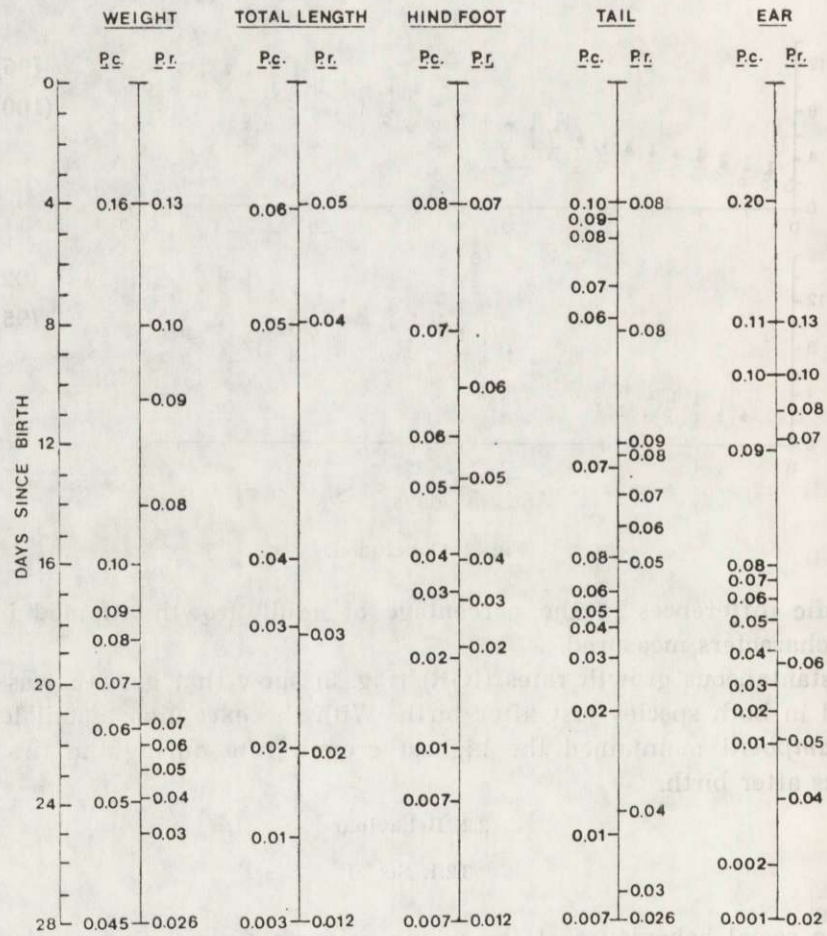 WEIGHT TOTAL LENGTH HIND FOOT TAIL EAR
P.c. P.r. P.c. P.r. P.c. P.r. P.c. P.r. P.c. P.r.
DAYS SINCE BIRTH
0
4 0.16 0.13 0.06 0.05 0.08 0.07 0.10 0.08 0.20
0.09
0.08
0.07
0.06
8 0.10 0.05 0.04 0.07 0.08 0.11 0.13
0.09 0.06 0.10 0.10
0.08
12 0.06 0.09 0.07
0.08 0.09
0.07
0.08 0.05 0.05 0.07
0.06
16 0.10 0.04 0.04 0.04 0.08 0.05 0.08
0.07
0.03 0.03 0.06 0.06
0.09 0.05 0.05
0.08 0.03 0.03 0.04
0.02 0.02 0.03 0.04 0.06
20 0.07 0.03
0.02 0.02
0.06 0.07
0.06 0.02 0.02 0.01 0.01 0.05
0.05
24 0.05 0.04 0.007 0.04 0.04
0.03 0.01 0.01
0.002
0.03
28 0.045 0.026 0.003 0.012 0.007 0.012 0.007 0.026 0.001 0.02